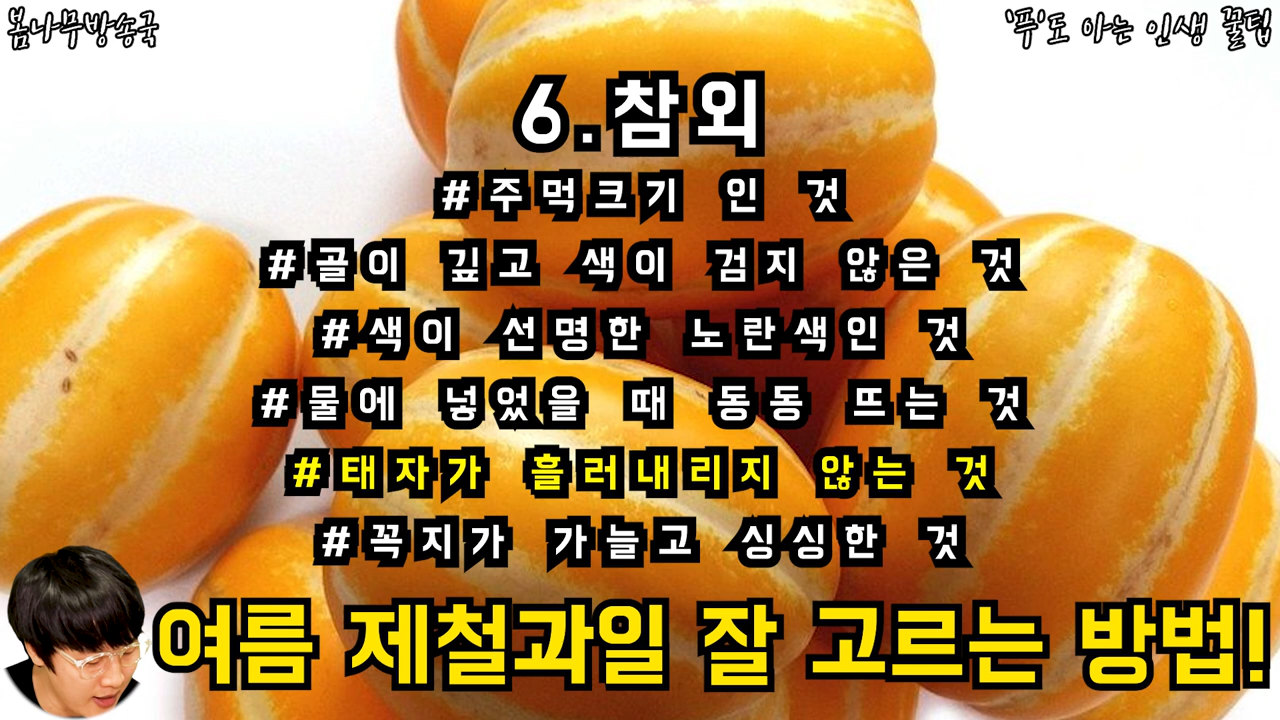 봄나무방송국
'푸'도 아는 인생 꿀팁
6.참외
#주먹크기 인 것
#골이 깊고 색이 검지 않은 것
#색이 선명한 노란색인 것
#물에 넣었을 때 동동 뜨는 것
#태자가 흘러내리지 않는 것
#꼭지가 가늘고 싱싱한 것
여름 제철과일 잘 고르는 방법!